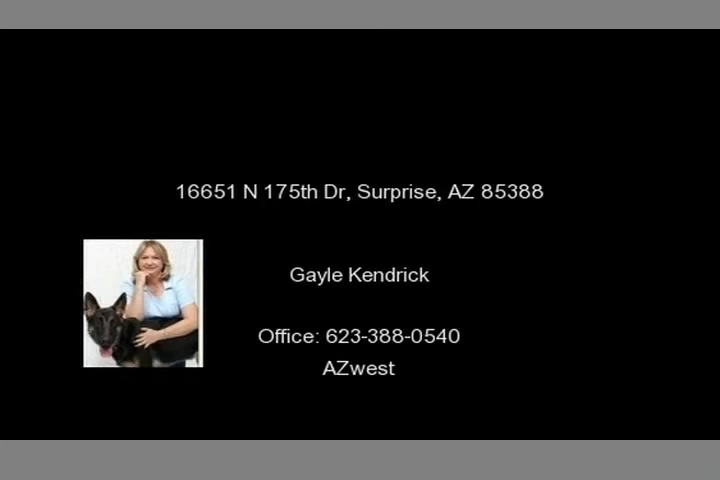 16651 N 175th Dr, Surprise, AZ 85388
Gayle Kendrick
Office: 623-388-0540
AZwest